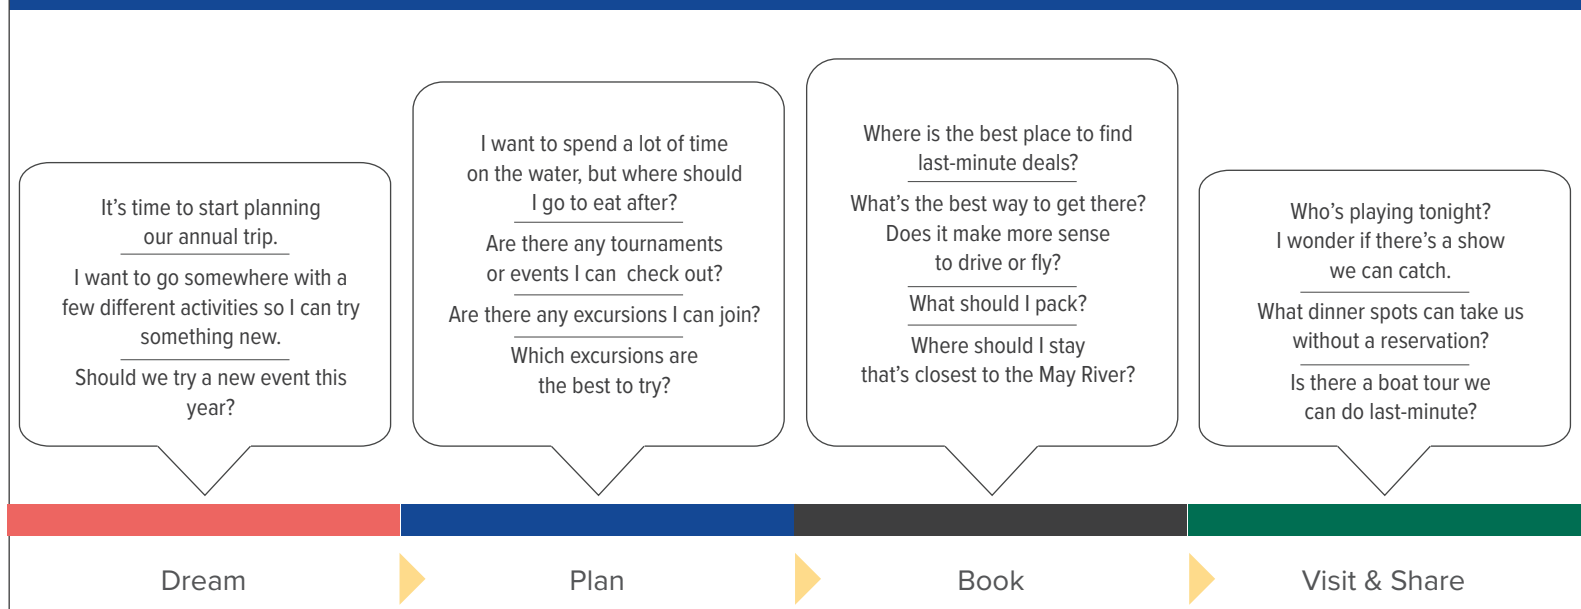 It's time to start planning
our annual trip.
I want to go somewhere with a
few different activities so I can try
something new.
Should we try a new event this
year?
I want to spend a lot of time
on the water, but where should
I go to eat after?
Are there any tournaments
or events I can check out?
Are there any excursions I can join?
Which excursions are
the best to try?
Where is the best place to find
last-minute deals?
What's the best way to get there?
Does it make more sense
to drive or fly?
What should I pack?
Where should I stay
that's closest to the May River?
Who's playing tonight?
I wonder if there's a show
we can catch.
What dinner spots can take us
without a reservation?
Is there a boat tour we
can do last-minute?
Dream
Plan
Book
Visit & Share